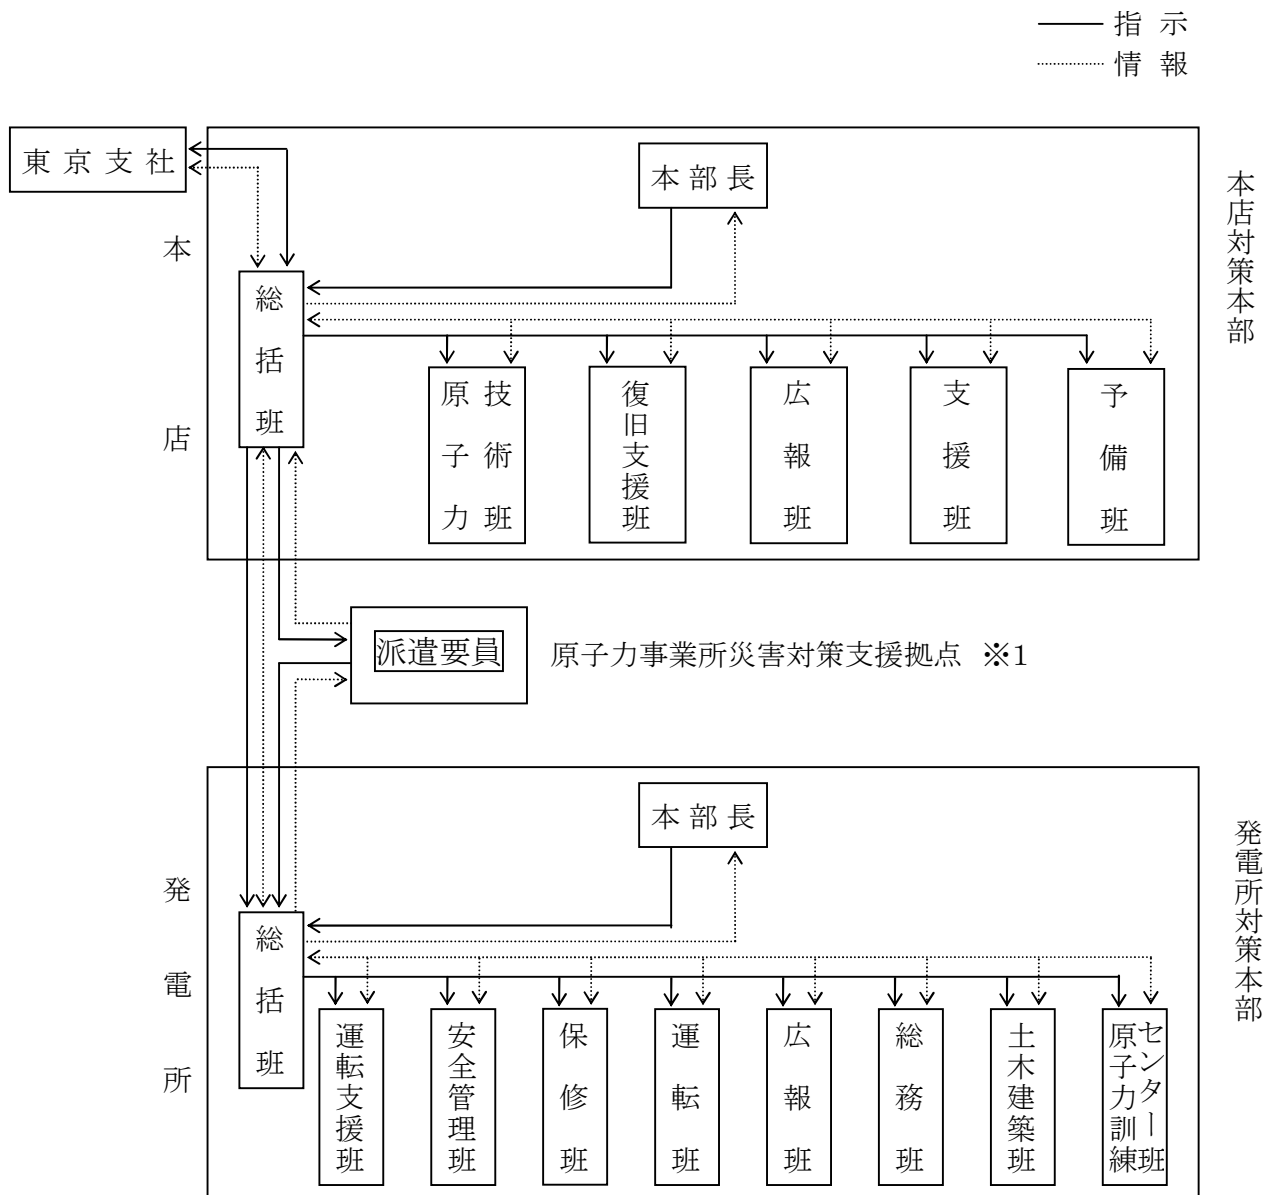 指示
情報
東京支社
本部長
本店対策本部
本店
総括班
原子力技術班
復旧支援班
広報班
支援班
予備班
派遣要員
原子力事業所災害対策支援拠点 ※1
本部長
発電所対策本部
発電所
総括班
運転支援班
安全管理班
保修班
運転班
広報班
総務班
土木建築班
原子力訓練センター班